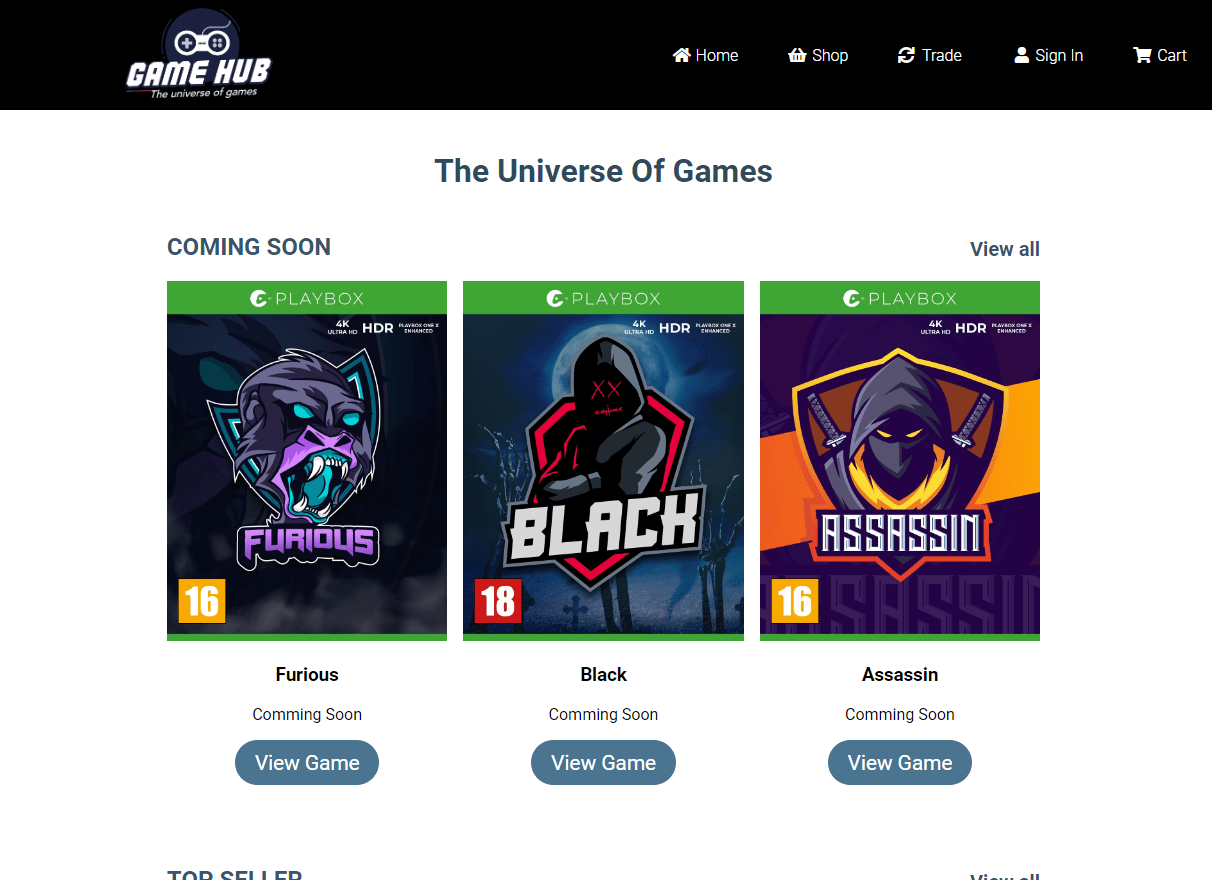 GAME HUB
The universe of games
Home Shop Trade Sign In Cart
The Universe Of Games
COMING SOON View all
PLAYBOX PLAYBOX PLAYBOX
4K ULTRA HD HDR PLAYBOX ONE X ENHANCED
4K ULTRA HD HDR PLAYBOX ONE X ENHANCED
4K ULTRA HD HDR PLAYBOX ONE X ENHANCED
FURIOUS
BLACK
ASSASSIN
ASSASSIN
16 18 16
Furious Black Assassin
Comming Soon Comming Soon Comming Soon
View Game View Game View Game
TOP SELLER View all